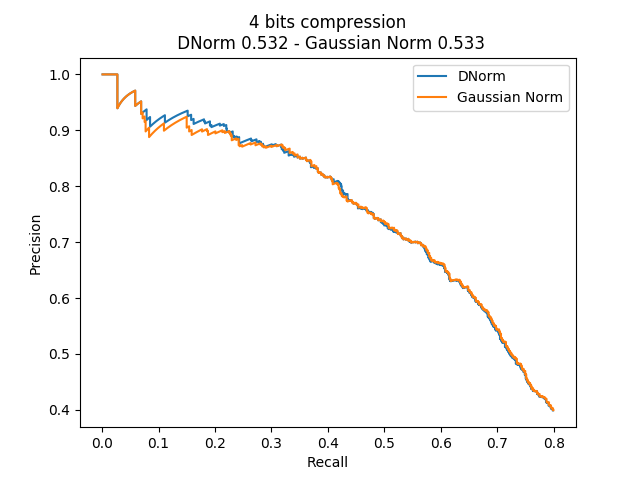 4 bits compression
DNorm 0.532 - Gaussian Norm 0.533
DNorm
Gaussian Norm
Precision
1.0
0.9
0.8
0.7
0.6
0.5
0.4
0.0 0.1 0.2 0.3 0.4 0.5 0.6 0.7 0.8
Recall